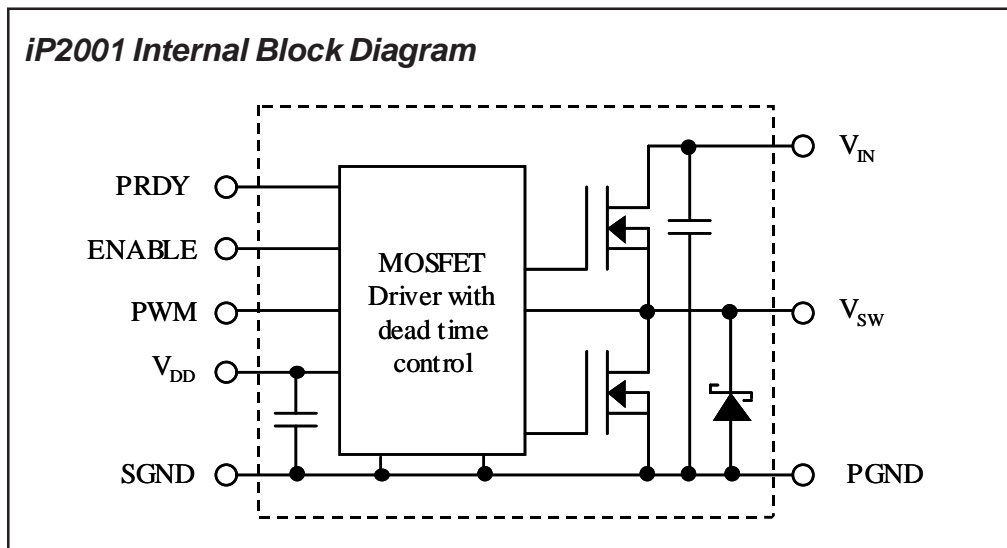 iP2001 Internal Block Diagram
PRDY
ENABLE
PWM
VDD
SGND
MOSFET
Driver with
dead time
control
VIN
VSW
PGND